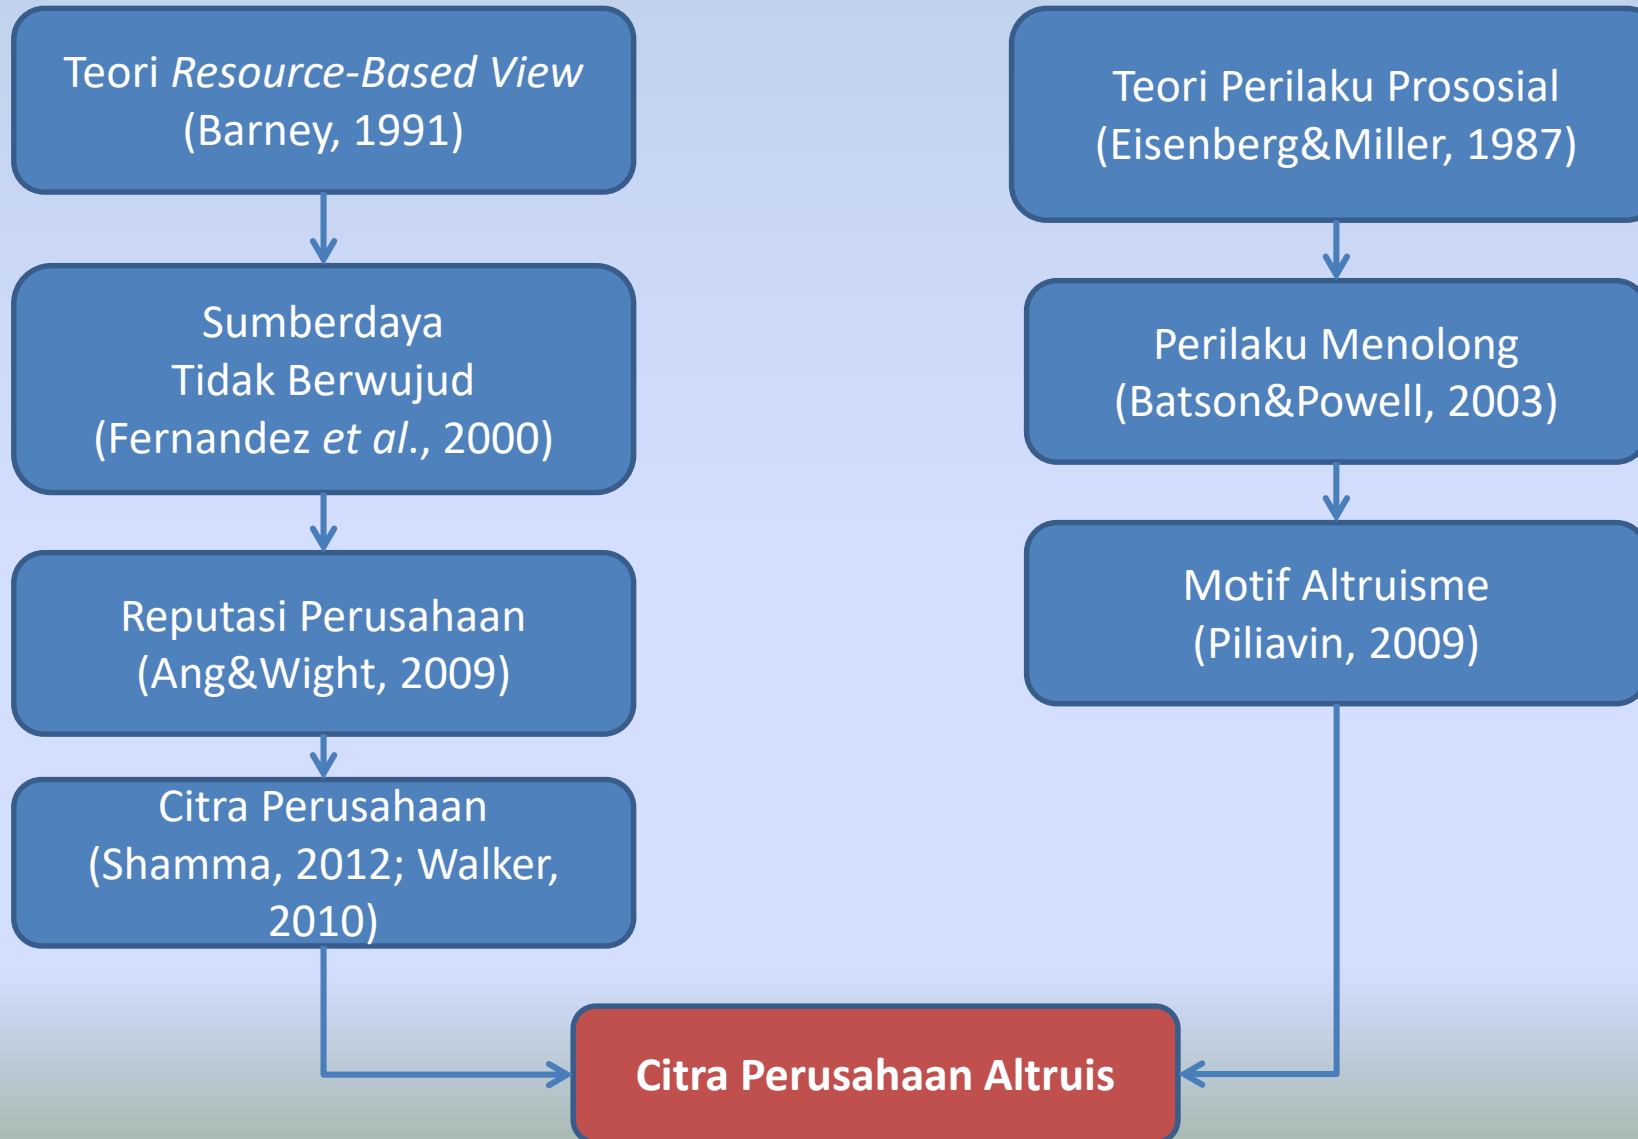 Teori Resource-Based View
(Barney, 1991)
Sumberdaya
Tidak Berwujud
(Fernandez et al., 2000)
Reputasi Perusahaan
(Ang&Wight, 2009)
Citra Perusahaan
(Shamma, 2012; Walker,
2010)
Teori Perilaku Prososial
(Eisenberg&Miller, 1987)
Perilaku Menolong
(Batson&Powell, 2003)
Motif Altruisme
(Piliavin, 2009)
Citra Perusahaan Altruis